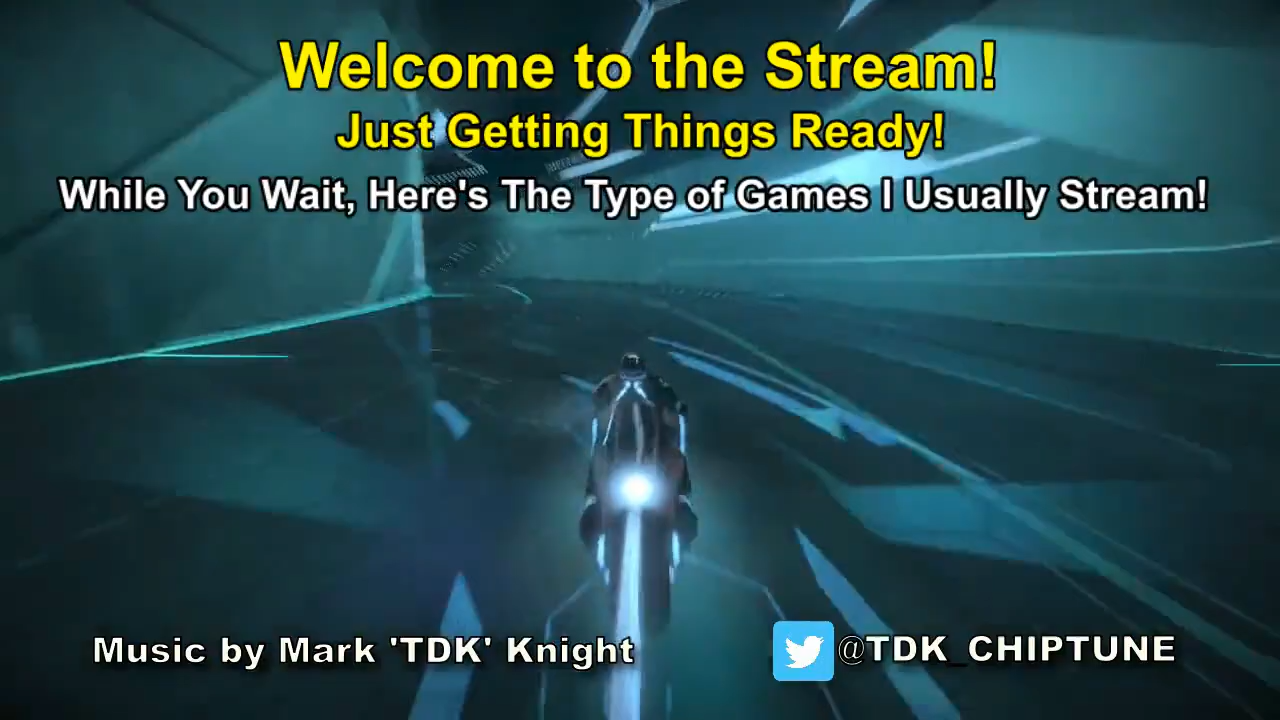 Welcome to the Stream!
Just Getting Things Ready!
While You Wait, Here's The Type of Games I Usually Stream!
Music by Mark 'TDK' Knight
@TDK_CHIPTUNE